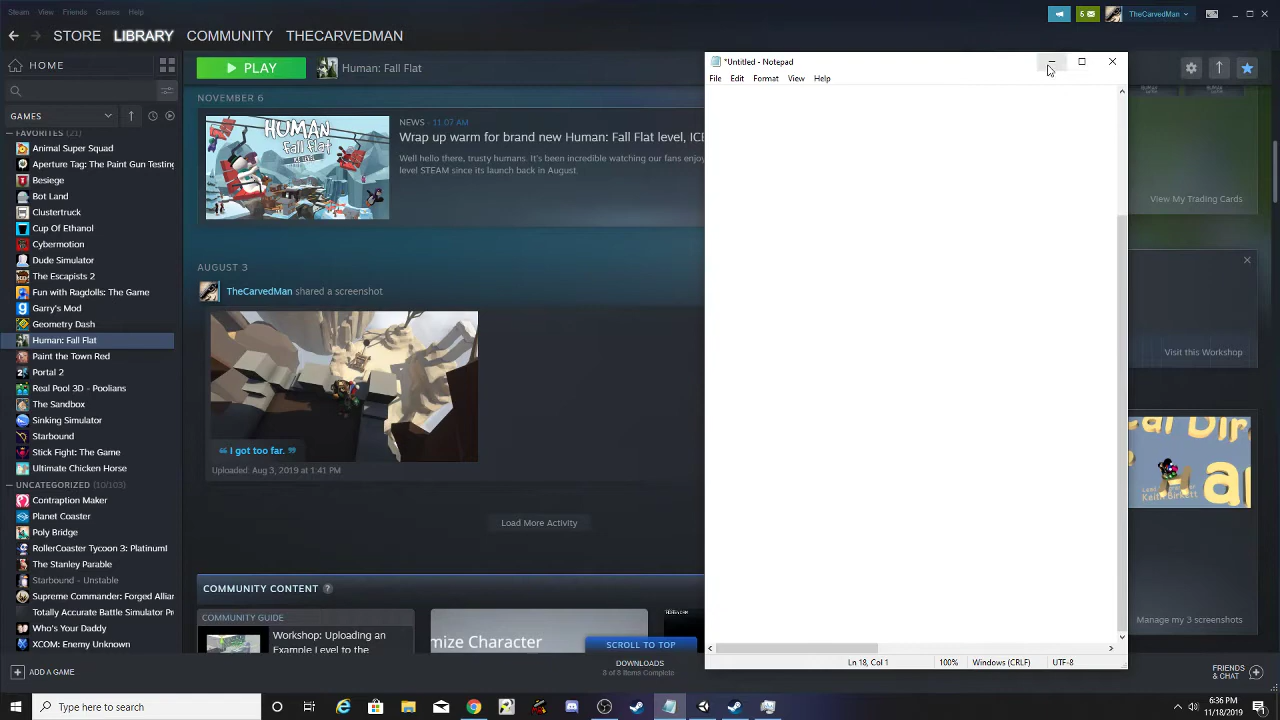 Steam View Friends Games Help
6 TheCarvedMan
STORE LIBRARY COMMUNITY THECARVEDMAN
HOME
PLAY Human: Fall Flat
GAMES
FAVORITES (21)
Animal Super Squad
Aperture Tag: The Paint Gun Testing
Besiege
Bot Land
Clustertruck
Cup Of Ethanol
Cybermotion
Dude Simulator
The Escapists 2
Fun with Ragdolls: The Game
Garry's Mod
Geometry Dash
Human: Fall Flat
Paint the Town Red
Portal 2
Real Pool 3D - Poolians
The Sandbox
Sinking Simulator
Starbound
Stick Fight: The Game
Ultimate Chicken Horse
UNCATEGORIZED (10/103)
Contraption Maker
Planet Coaster
Poly Bridge
RollerCoaster Tycoon 3: Platinum!
The Stanley Parable
Starbound - Unstable
Supreme Commander: Forged Allian
Totally Accurate Battle Simulator Pr
Who's Your Daddy
XCOM: Enemy Unknown
ADD A GAME
NOVEMBER 6
HUMAN
fall flat
NEWS - 11:07 AM
Wrap up warm for brand new Human: Fall Flat level, ICE
Well hello there, trusty humans. It's been incredible watching our fans enjoy
level STEAM since its launch back in August.
AUGUST 3
TheCarvedMan shared a screenshot
I got too far.
Uploaded: Aug 3, 2019 at 1:41 PM
Load More Activity
COMMUNITY CONTENT ?
COMMUNITY GUIDE
Workshop: Uploading an
Example Level to the
mize Character
SCROLL TO TOP
DOWNLOADS
8 of 8 Items Complete
*Untitled - Notepad
File Edit Format View Help
Ln 18, Col 1 100% Windows (CRLF) UTF-8
View My Trading Cards
Visit this Workshop
Keith Birkett
Manage my 3 screenshots
FRIENDS
& CHAT
Type here to search
6:36 PM
11/18/2019